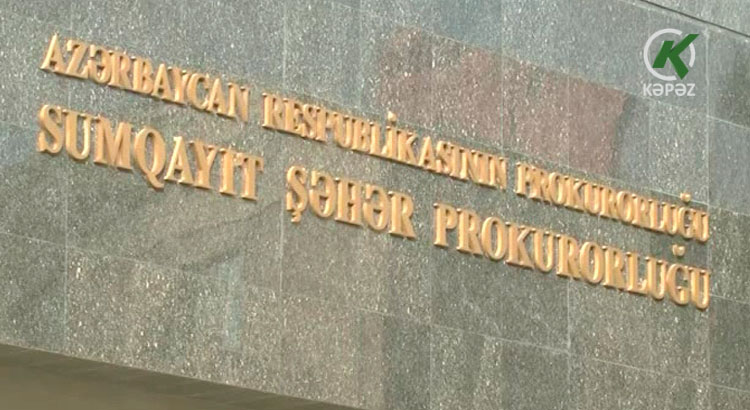 K
KƏPƏZ
AZƏRBAYCAN RESPUBLİKASININ PROKURORLUĞU
SUMQAYIT ŞƏHƏR PROKURORLUĞU